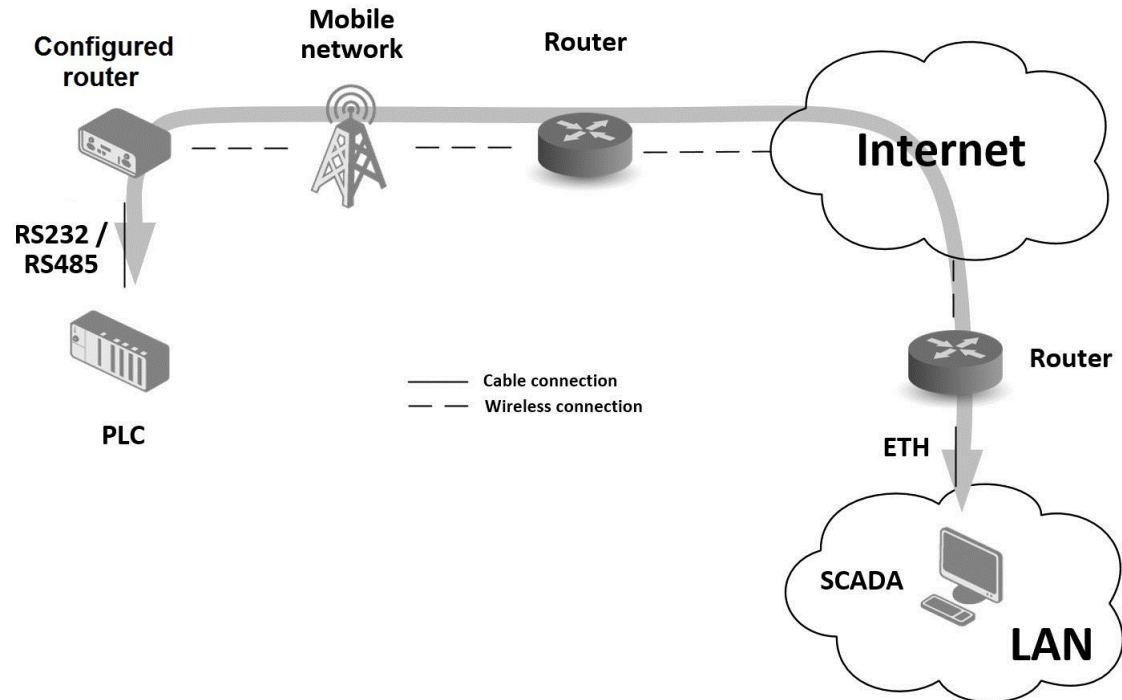 Mobile
network
Router
Configured
router
Internet
RS232 /
RS485
Router
Cable connection
Wireless connection
PLC
ETH
SCADA
LAN